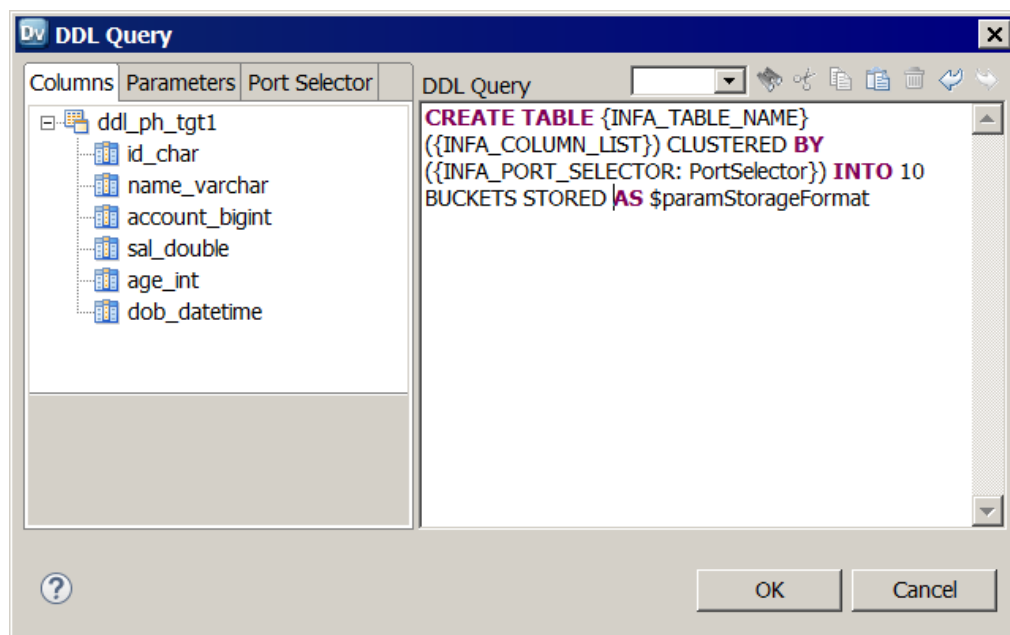 Dv DDL Query
Columns Parameters Port Selector
ddl_ph_tgt1
id_char
name_varchar
account_bigint
sal_double
age_int
dob_datetime
DDL Query
CREATE TABLE {INFA_TABLE_NAME}
({INFA_COLUMN_LIST}) CLUSTERED BY
({INFA_PORT_SELECTOR: PortSelector}) INTO 10
BUCKETS STORED AS $paramStorageFormat
?
OK Cancel